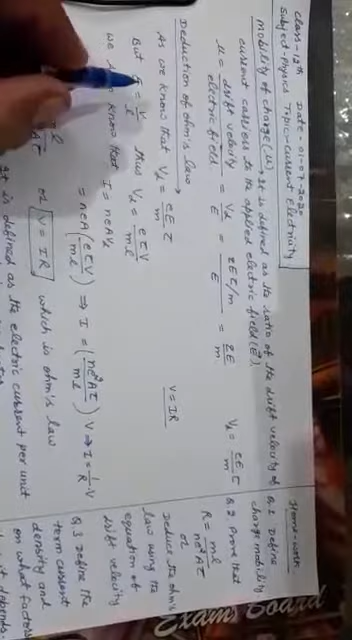 Class-12th Date-01-07-2020
Subject-Physics Topic-Current Electricity
mobility of charge (μ) → It is defined as the ratio of the drift velocity of
current carriers to the applied electric field (E).
μ = drift velocity / electric field = Vd / E = qEτ/m / E = Vd = eE/m τ
Deduction of ohm's law →
As we know that Vd = eE/m τ V = IR
But = V/l thus Vd = eτV/ml
we know that I = neAVd
= neA (eτV/ml) ⇒ I = (ne²Aτ/ml) V ⇒ I = 1/R V
or V = IR which is ohm's law
is defined as the electric current per unit
Home-work
Q.1 Define
charge mobility
Q.2 Prove that
R = ml / ne²Aτ
or
Deduce the ohm's
law using the
equation of
drift velocity
Q.3 Define the
term current
density and
on what factors
it depends.
Exam Board